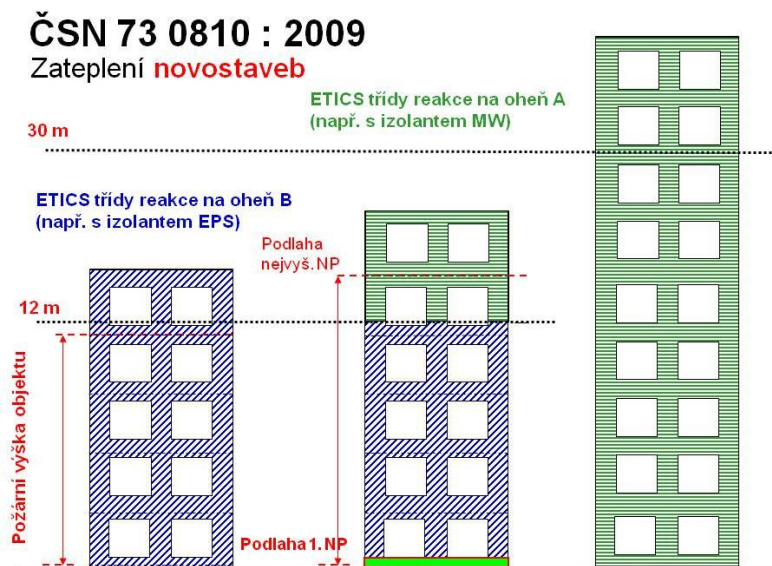 ČSN 73 0810 : 2009
Zateplení novostaveb
ETICS třídy reakce na oheň A
(např. s izolantem MW)
30 m
ETICS třídy reakce na oheň B
(např. s izolantem EPS)
Podlaha
nejvyš. NP
12 m
Požární výška objektu
Podlaha 1. NP